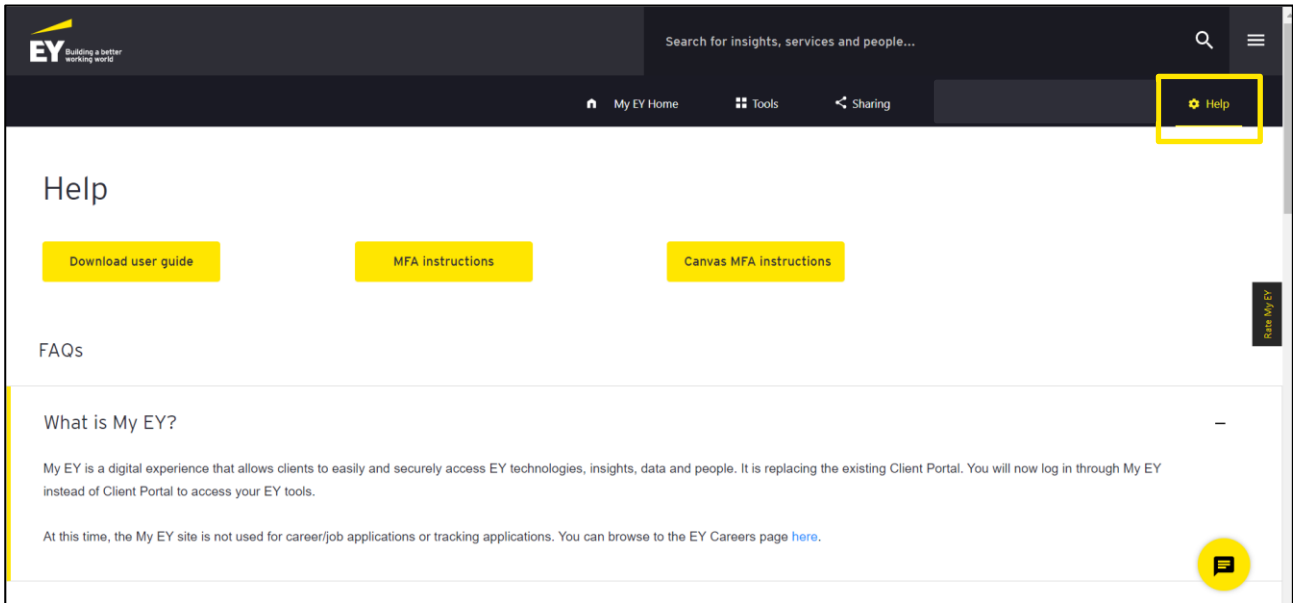 EY Building a better
working world
Search for insights, services and people...
My EY Home Tools Sharing Help
Help
Download user guide MFA instructions Canvas MFA instructions
Rate My EY
FAQs
What is My EY?
My EY is a digital experience that allows clients to easily and securely access EY technologies, insights, data and people. It is replacing the existing Client Portal. You will now log in through My EY
instead of Client Portal to access your EY tools.
At this time, the My EY site is not used for career/job applications or tracking applications. You can browse to the EY Careers page here.